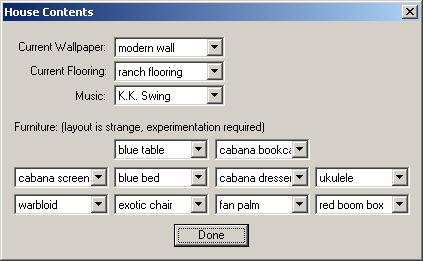 House Contents
Current Wallpaper: modern wall
Current Flooring: ranch flooring
Music: K.K. Swing
Furniture: (layout is strange, experimentation required)
blue table cabana bookca
cabana screen blue bed cabana dresser ukulele
warbloid exotic chair fan palm red boom box
Done